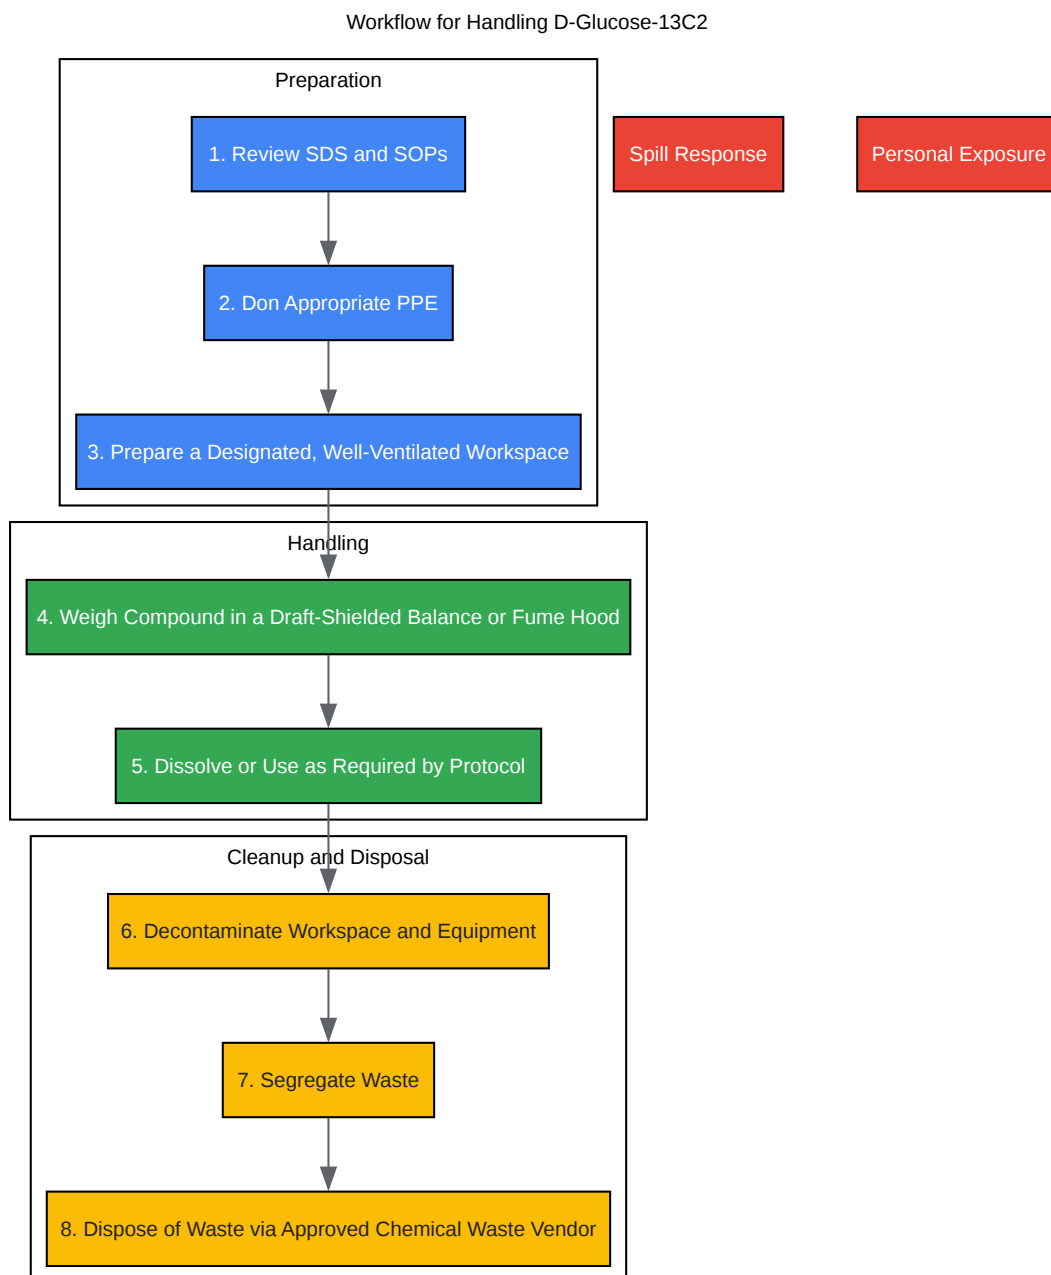 Workflow for Handling D-Glucose-13C2
Preparation
1. Review SDS and SOPs
Spill Response
Personal Exposure
2. Don Appropriate PPE
3. Prepare a Designated, Well-Ventilated Workspace
Handling
4. Weigh Compound in a Draft-Shielded Balance or Fume Hood
5. Dissolve or Use as Required by Protocol
Cleanup and Disposal
6. Decontaminate Workspace and Equipment
7. Segregate Waste
8. Dispose of Waste via Approved Chemical Waste Vendor